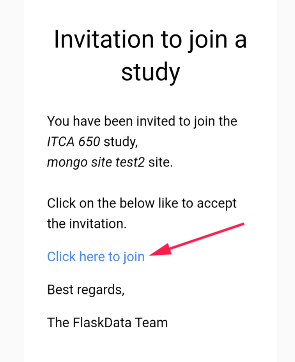 Invitation to join a
study
You have been invited to join the
ITCA 650 study,
mongo site test2 site.
Click on the below like to accept
the invitation.
Click here to join
Best regards,
The FlaskData Team